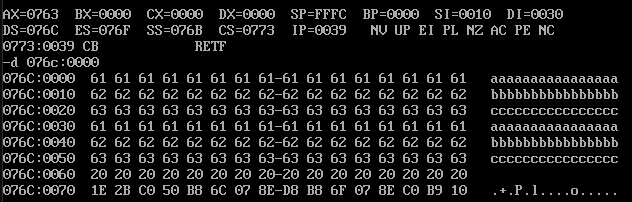 AX=0763  BX=0000  CX=0000  DX=0000  SP=FFFC  BP=0000  SI=0010  DI=0030
DS=076C  ES=076F  SS=076B  CS=0773  IP=0039   NV UP EI PL NZ AC PE NC
0773:0039 CB            RETF
-d 076c:0000
076C:0000  61 61 61 61 61 61 61 61-61 61 61 61 61 61 61 61   aaaaaaaaaaaaaaaa
076C:0010  62 62 62 62 62 62 62 62-62 62 62 62 62 62 62 62   bbbbbbbbbbbbbbbb
076C:0020  63 63 63 63 63 63 63 63-63 63 63 63 63 63 63 63   cccccccccccccccc
076C:0030  61 61 61 61 61 61 61 61-61 61 61 61 61 61 61 61   aaaaaaaaaaaaaaaa
076C:0040  62 62 62 62 62 62 62 62-62 62 62 62 62 62 62 62   bbbbbbbbbbbbbbbb
076C:0050  63 63 63 63 63 63 63 63-63 63 63 63 63 63 63 63   cccccccccccccccc
076C:0060  20 20 20 20 20 20 20 20-20 20 20 20 20 20 20 20
076C:0070  1E 2B C0 50 B8 6C 07 8E-D8 B8 6F 07 8E C0 B9 10   .+.P.l....o.....